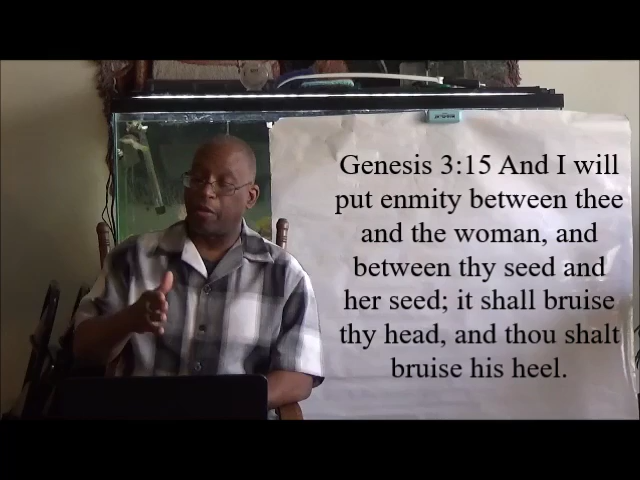 Genesis 3:15 And I will
put enmity between thee
and the woman, and
between thy seed and
her seed; it shall bruise
thy head, and thou shalt
bruise his heel.